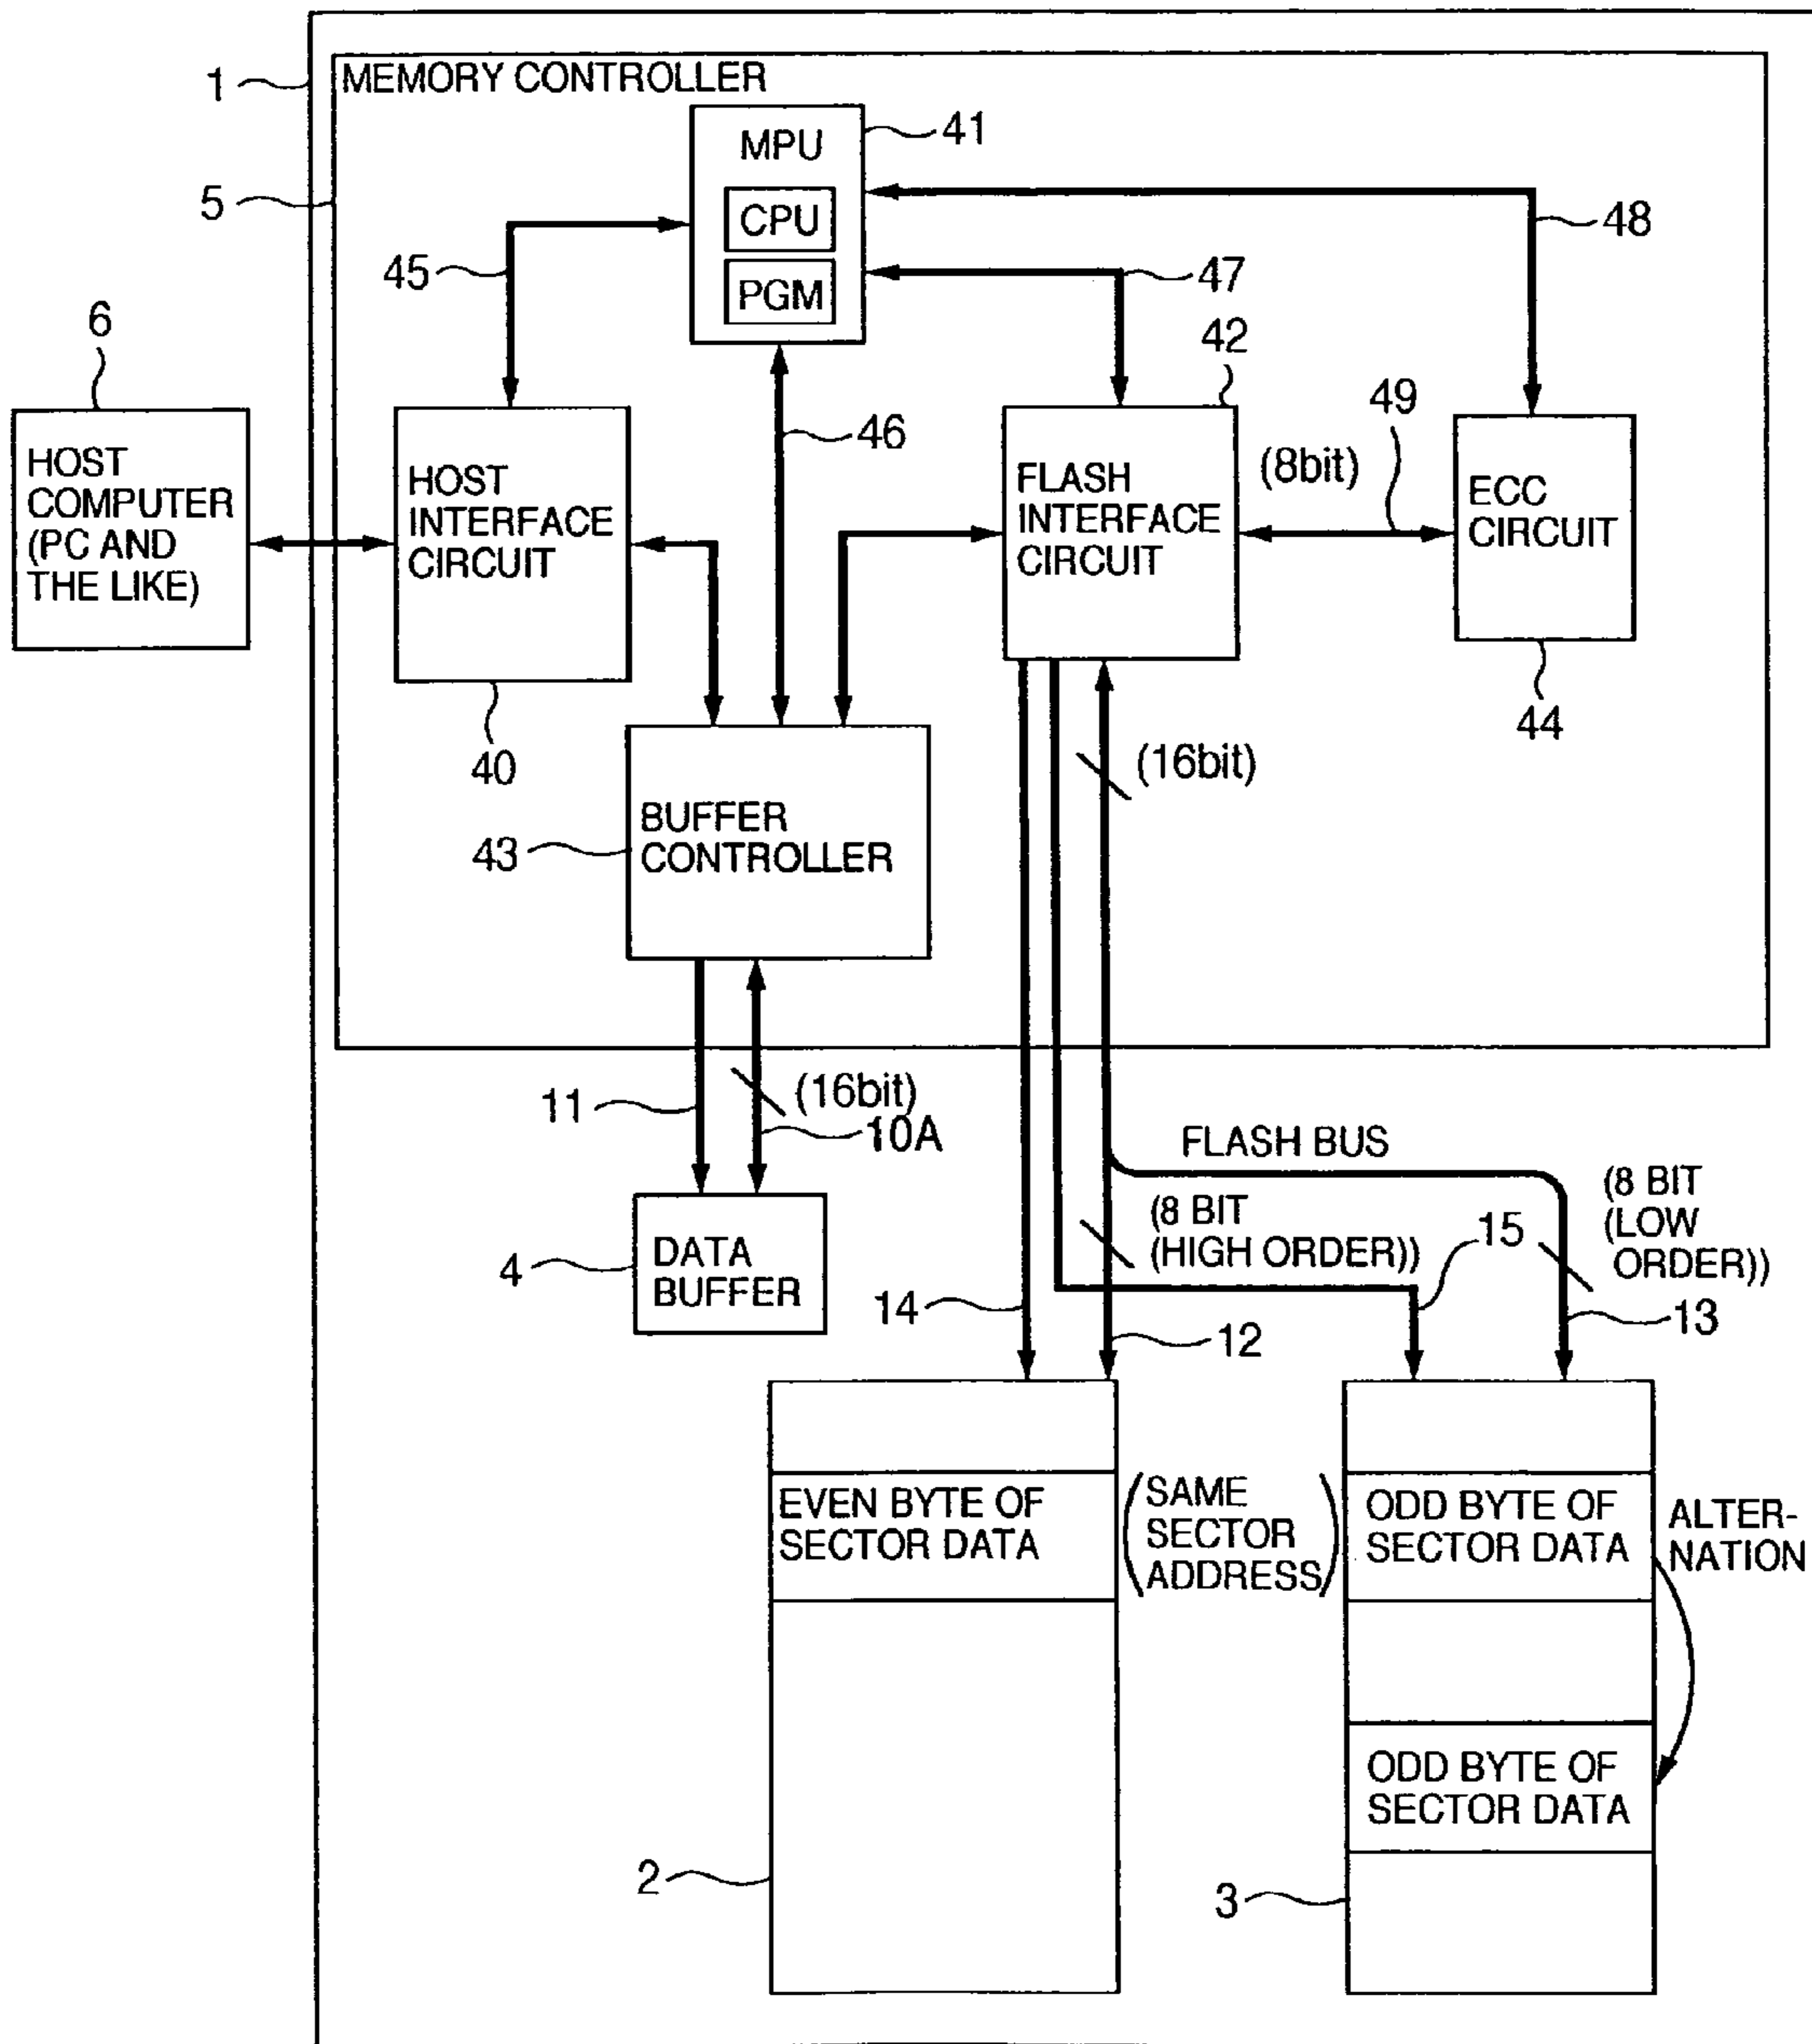 1
MEMORY CONTROLLER
5
MPU
41
CPU
PGM
45
47
48
6
42
46
49
HOST
COMPUTER
(PC AND
THE LIKE)
HOST
INTERFACE
CIRCUIT
FLASH
INTERFACE
CIRCUIT
(8bit)
ECC
CIRCUIT
40
44
(16bit)
43
BUFFER
CONTROLLER
11
(16bit)
10A
FLASH BUS
4
DATA
BUFFER
(8 BIT
(HIGH ORDER))
15
(8 BIT
(LOW
ORDER))
14
12
13
EVEN BYTE OF
SECTOR DATA
(SAME
SECTOR
ADDRESS)
ODD BYTE OF
SECTOR DATA
ALTER-
NATION
ODD BYTE OF
SECTOR DATA
2
3